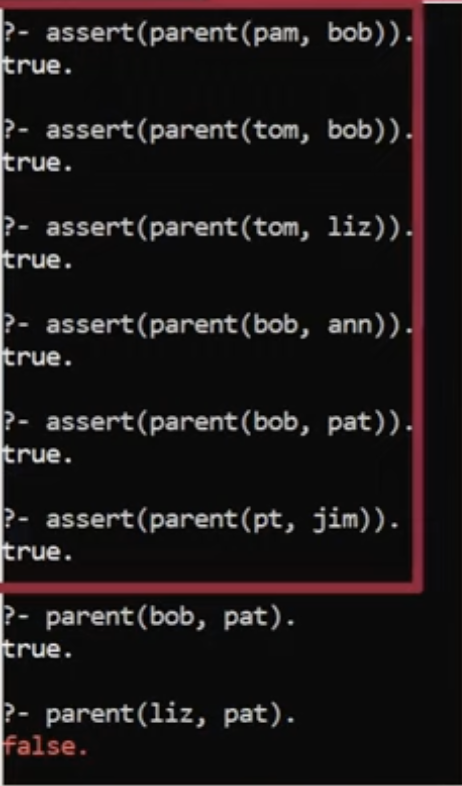 ?- assert(parent(pam, bob)).
true.
?- assert(parent(tom, bob)).
true.
?- assert(parent(tom, liz)).
true.
?- assert(parent(bob, ann)).
true.
?- assert(parent(bob, pat)).
true.
?- assert(parent(pt, jim)).
true.
?- parent(bob, pat).
true.
?- parent(liz, pat).
false.